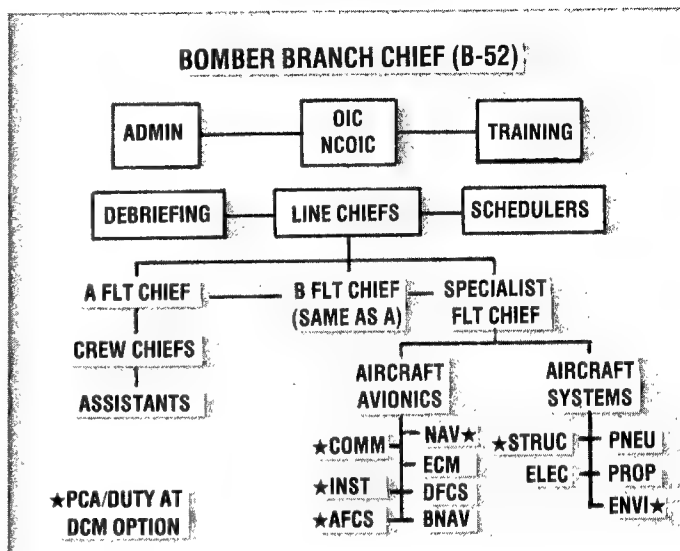 BOMBER BRANCH CHIEF (B-52)
ADMIN
OIC
NCOIC
TRAINING
DEBRIEFING
LINE CHIEFS
SCHEDULERS
A FLT CHIEF
B FLT CHIEF
(SAME AS A)
SPECIALIST
FLT CHIEF
CREW CHIEFS
ASSISTANTS
AIRCRAFT
AVIONICS
★COMM
NAV★
ECM
★INST
DFCS
★AFCS
BNAV
AIRCRAFT
SYSTEMS
★STRUC
PNEU
ELEC
PROP
ENVI★
★PCA/DUTY AT
DCM OPTION